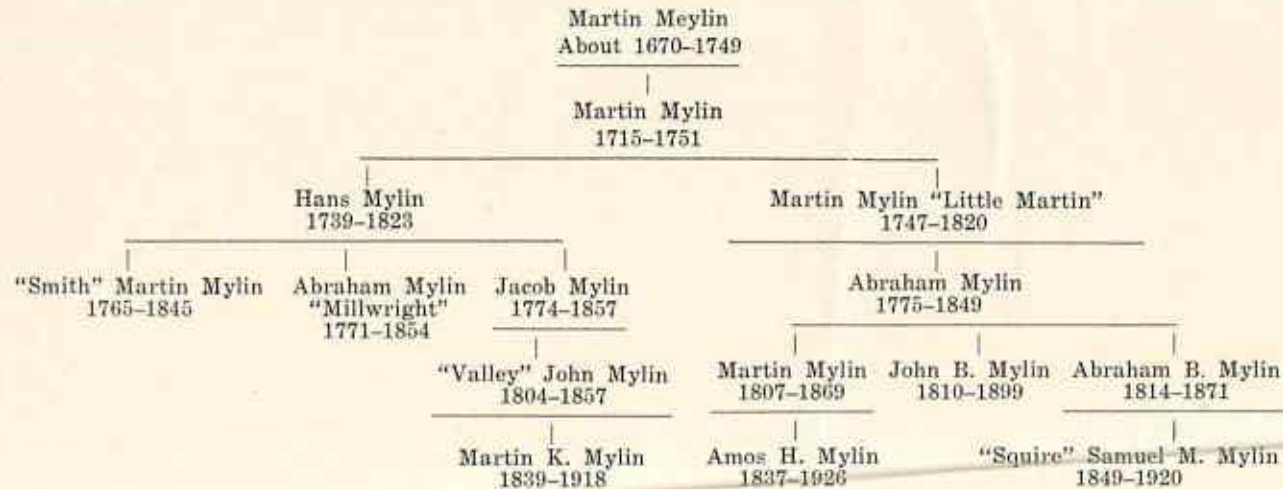 Martin Meylin
About 1670–1749
Martin Mylin
1715–1751
Hans Mylin
1739–1823
Martin Mylin “Little Martin”
1747–1820
“Smith” Martin Mylin
1765–1845
Abraham Mylin
“Millwright”
1771–1854
Jacob Mylin
1774–1857
Abraham Mylin
1775–1849
“Valley” John Mylin
1804–1857
Martin Mylin
1807–1869
John B. Mylin
1810–1899
Abraham B. Mylin
1814–1871
Martin K. Mylin
1839–1918
Amos H. Mylin
1837–1926
“Squire” Samuel M. Mylin
1849–1920